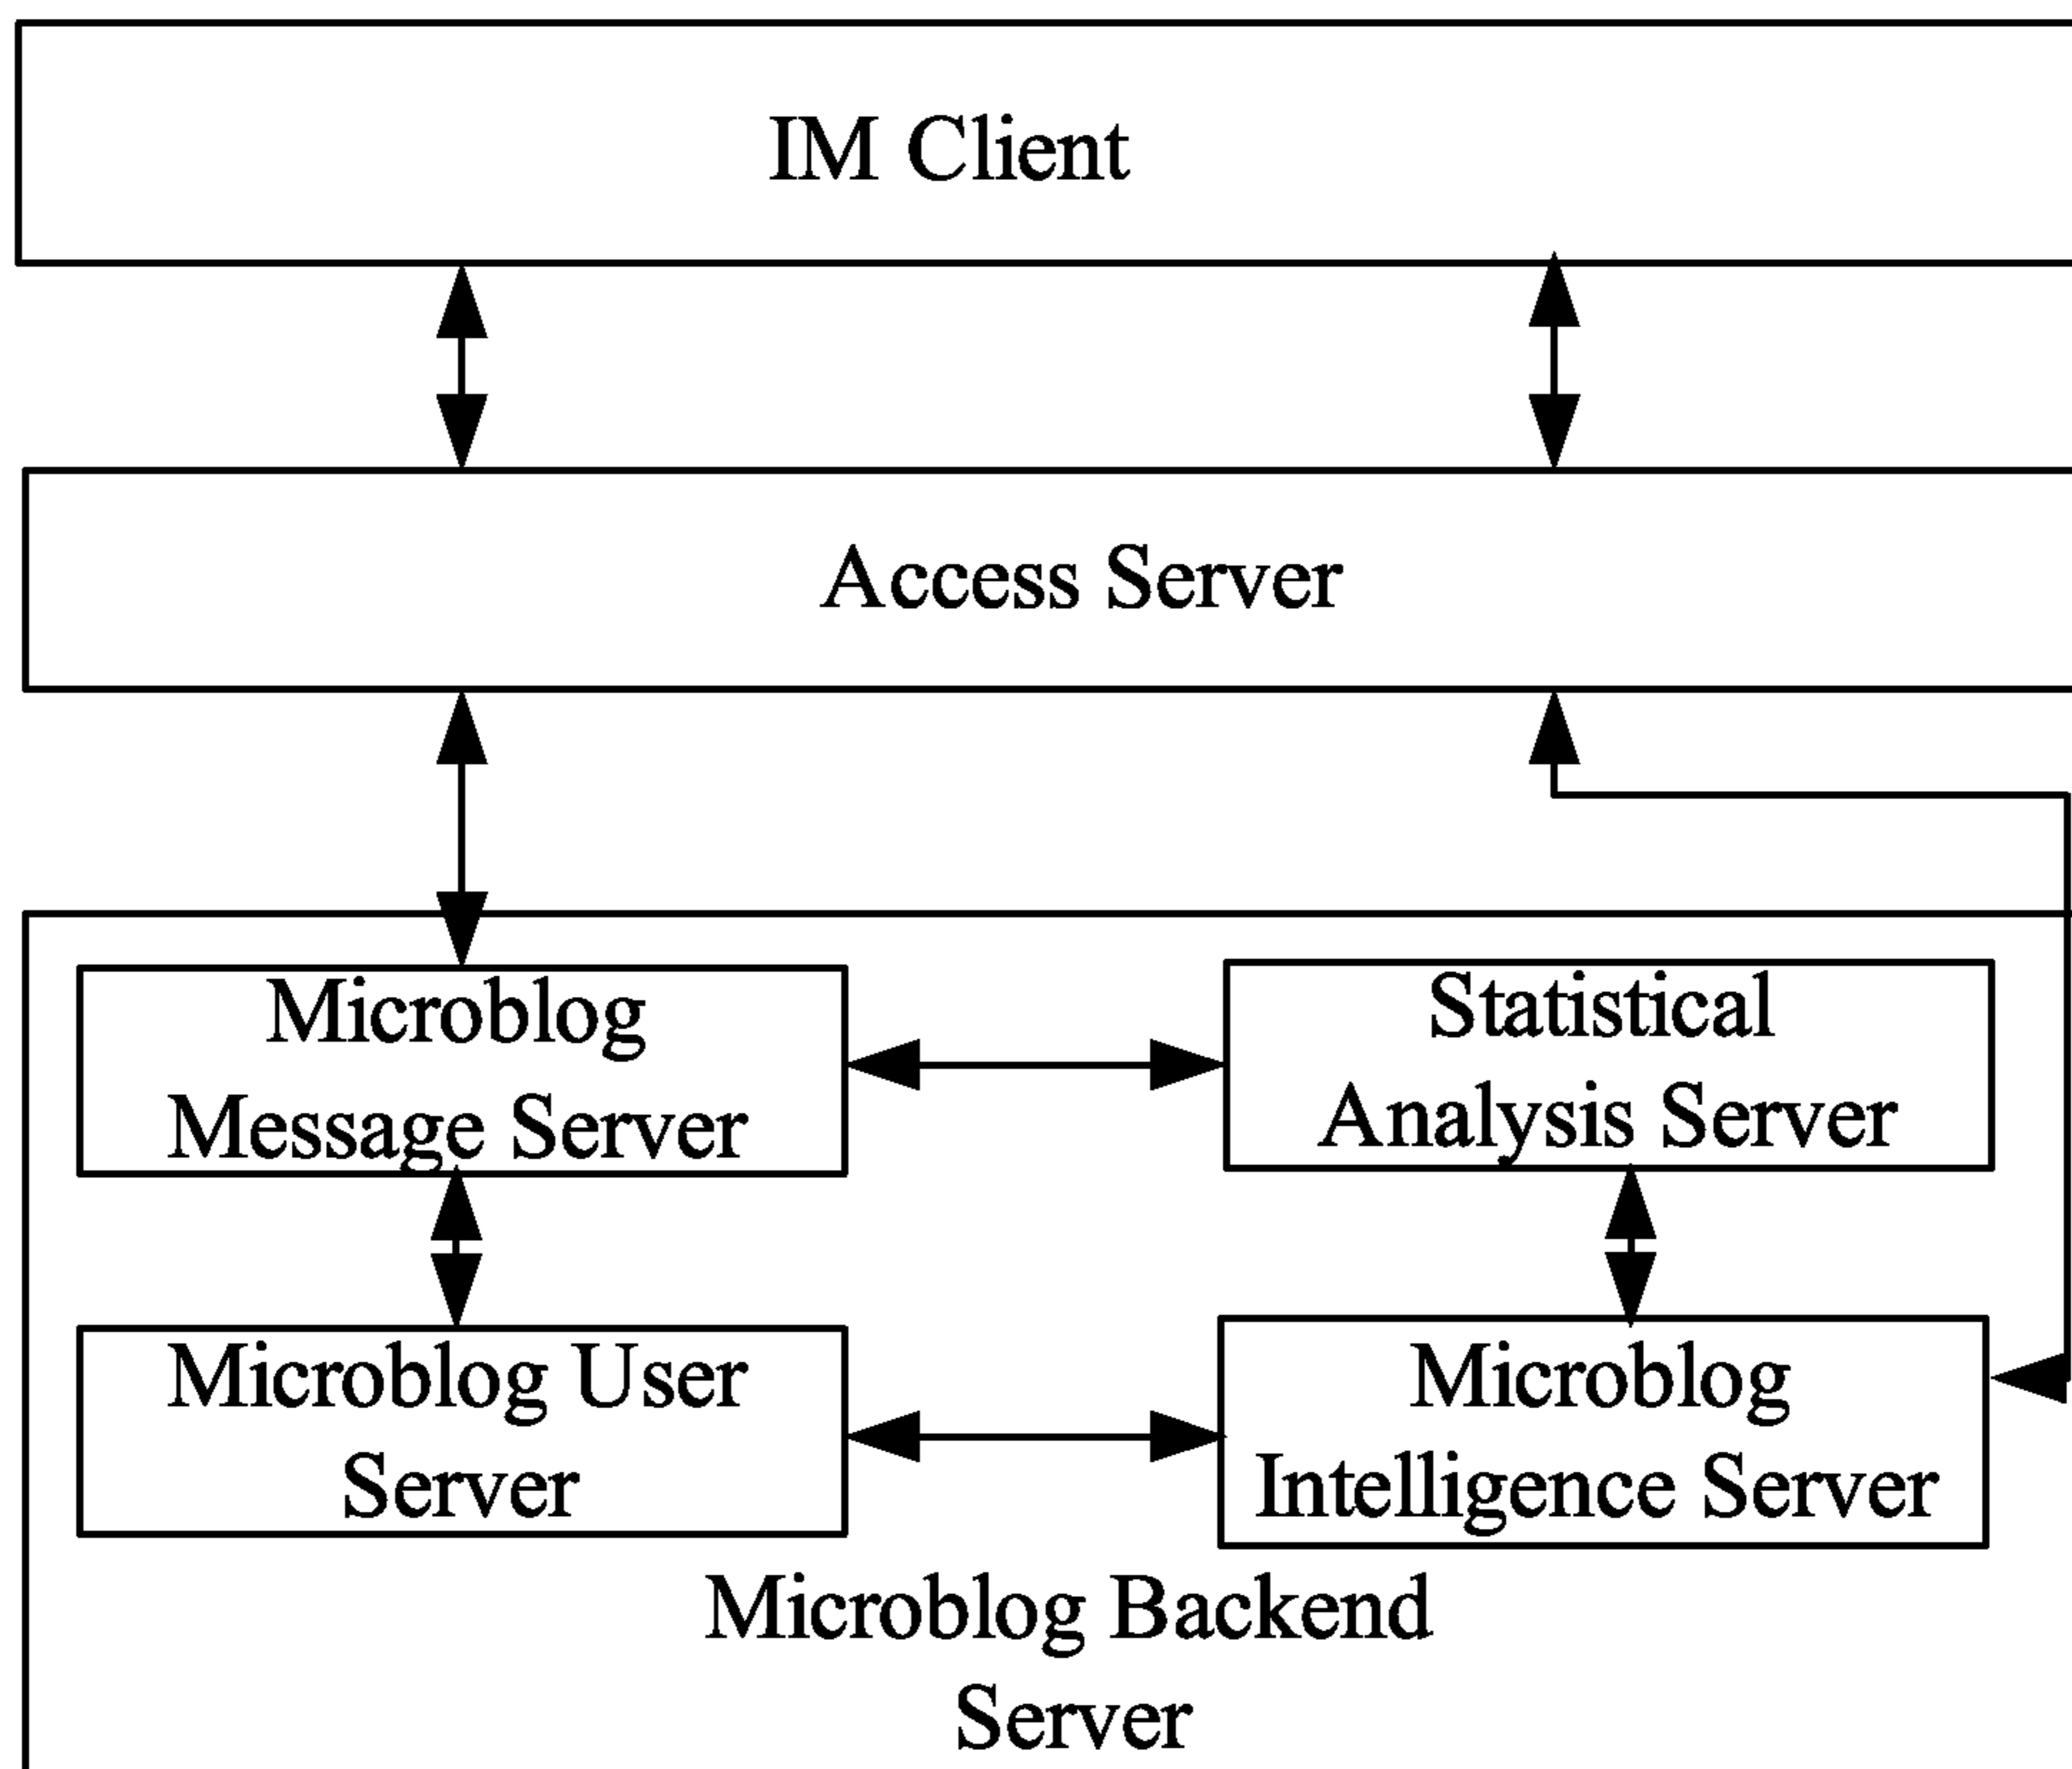 IM Client
Access Server
Microblog
Message Server
Statistical
Analysis Server
Microblog User
Server
Microblog
Intelligence Server
Microblog Backend
Server